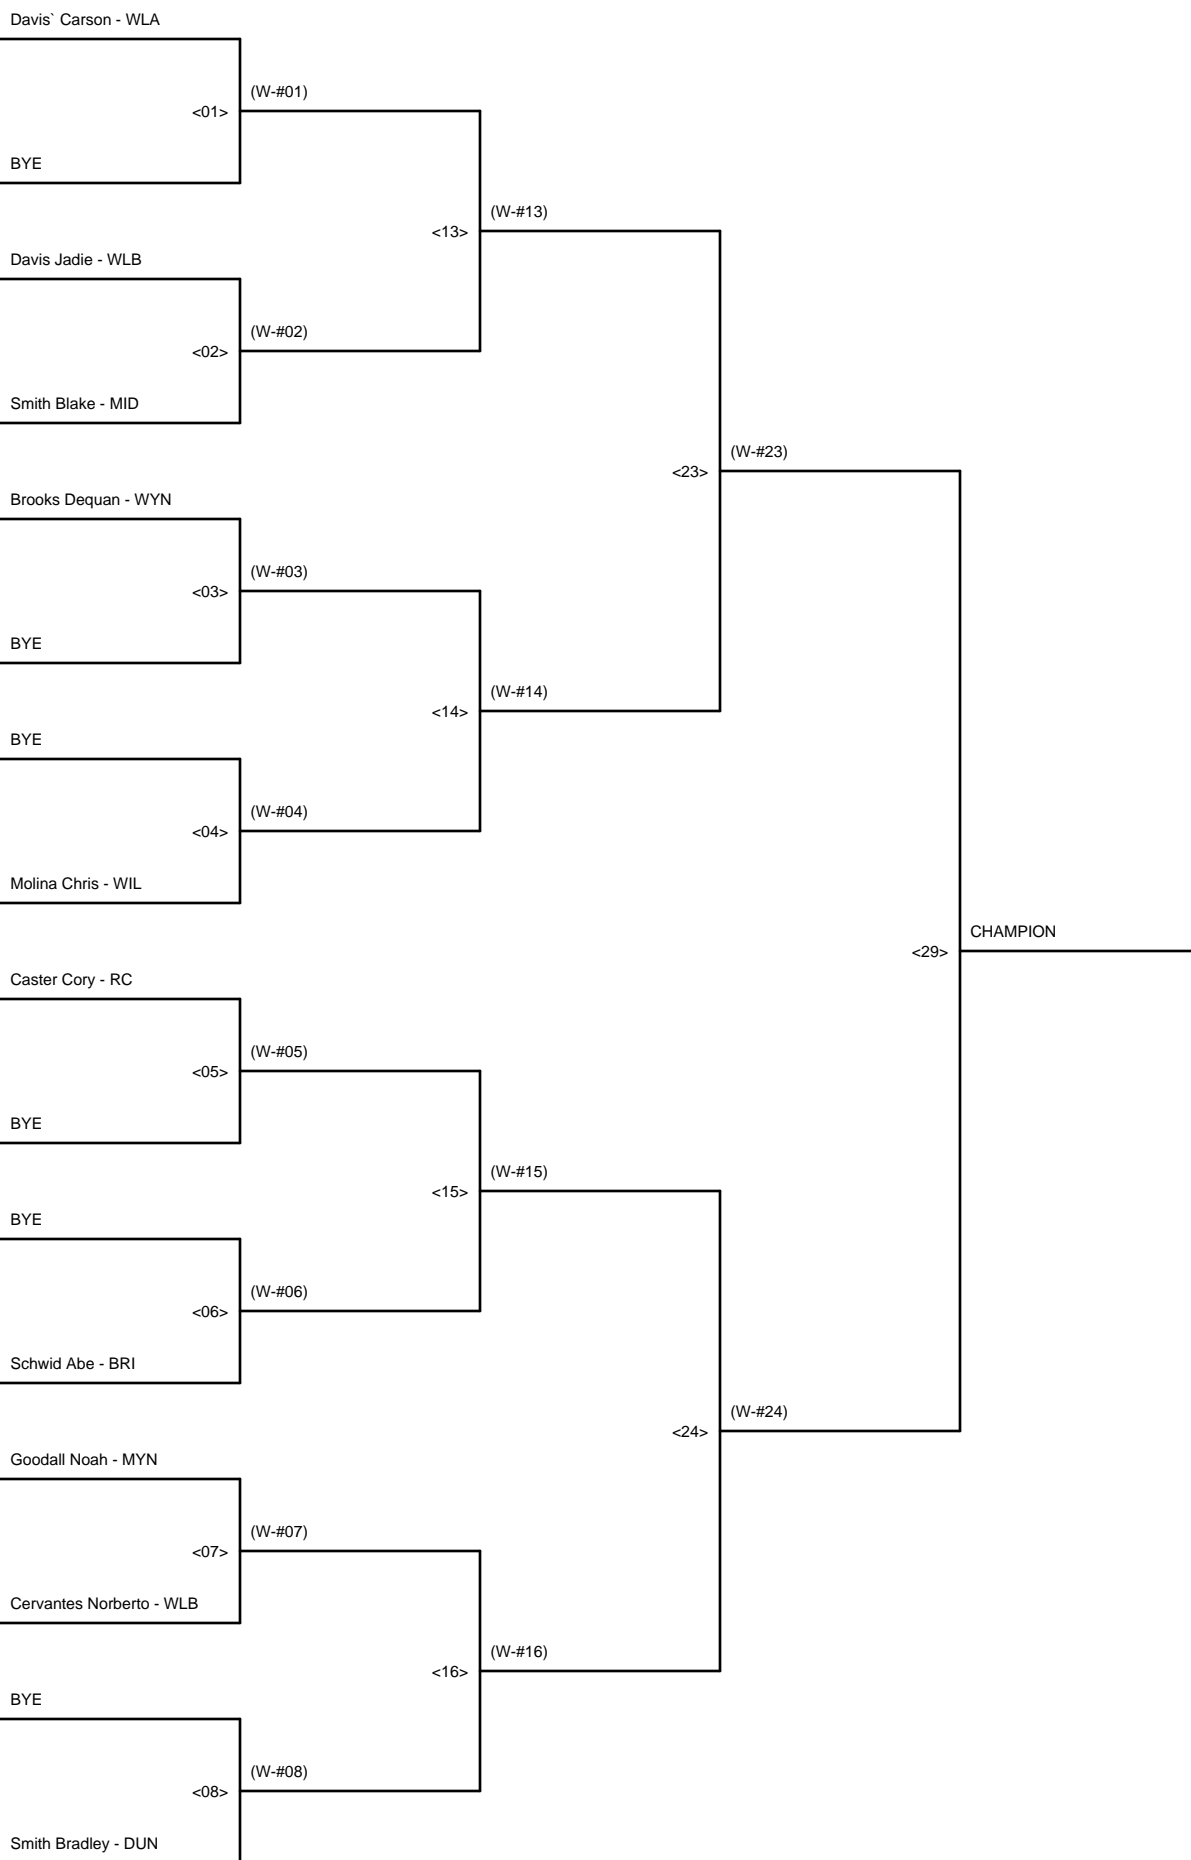 Davis` Carson - WLA
(W-#01)
<01>
BYE
(W-#13)
<13>
Davis Jadie - WLB
(W-#02)
<02>
Smith Blake - MID
(W-#23)
<23>
Brooks Dequan - WYN
(W-#03)
<03>
BYE
(W-#14)
<14>
BYE
(W-#04)
<04>
Molina Chris - WIL
CHAMPION
<29>
Caster Cory - RC
(W-#05)
<05>
BYE
(W-#15)
<15>
BYE
(W-#06)
<06>
Schwid Abe - BRI
(W-#24)
<24>
Goodall Noah - MYN
(W-#07)
<07>
Cervantes Norberto - WLB
(W-#16)
<16>
BYE
(W-#08)
<08>
Smith Bradley - DUN